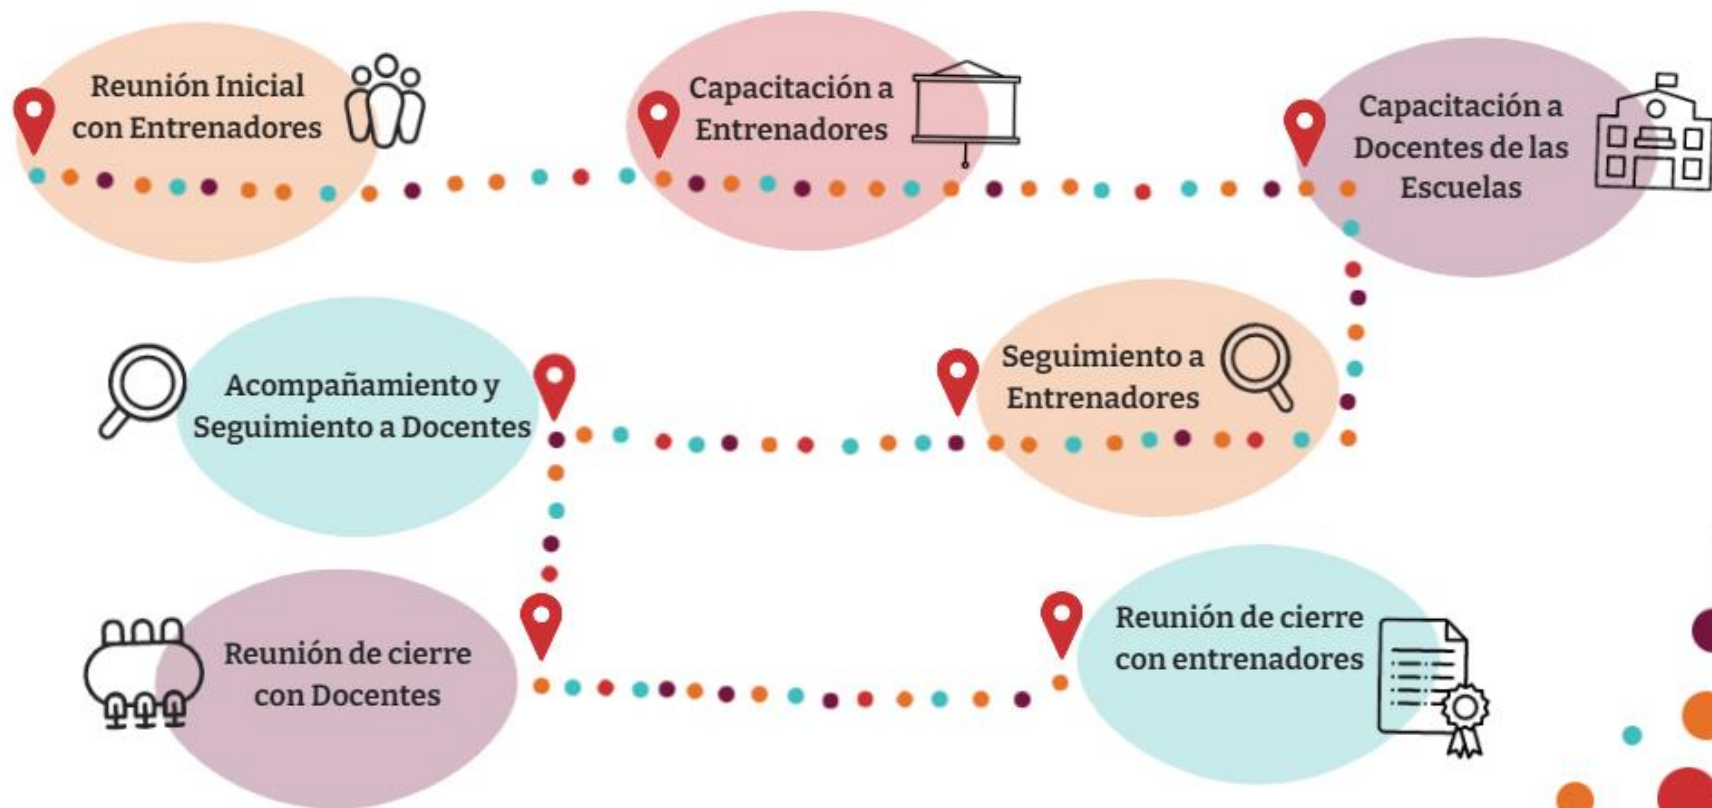 Reunión Inicial
con Entrenadores
Capacitación a
Entrenadores
Capacitación a
Docentes de las
Escuelas
Seguimiento a
Entrenadores
Acompañamiento y
Seguimiento a Docentes
Reunión de cierre
con Docentes
Reunión de cierre
con entrenadores